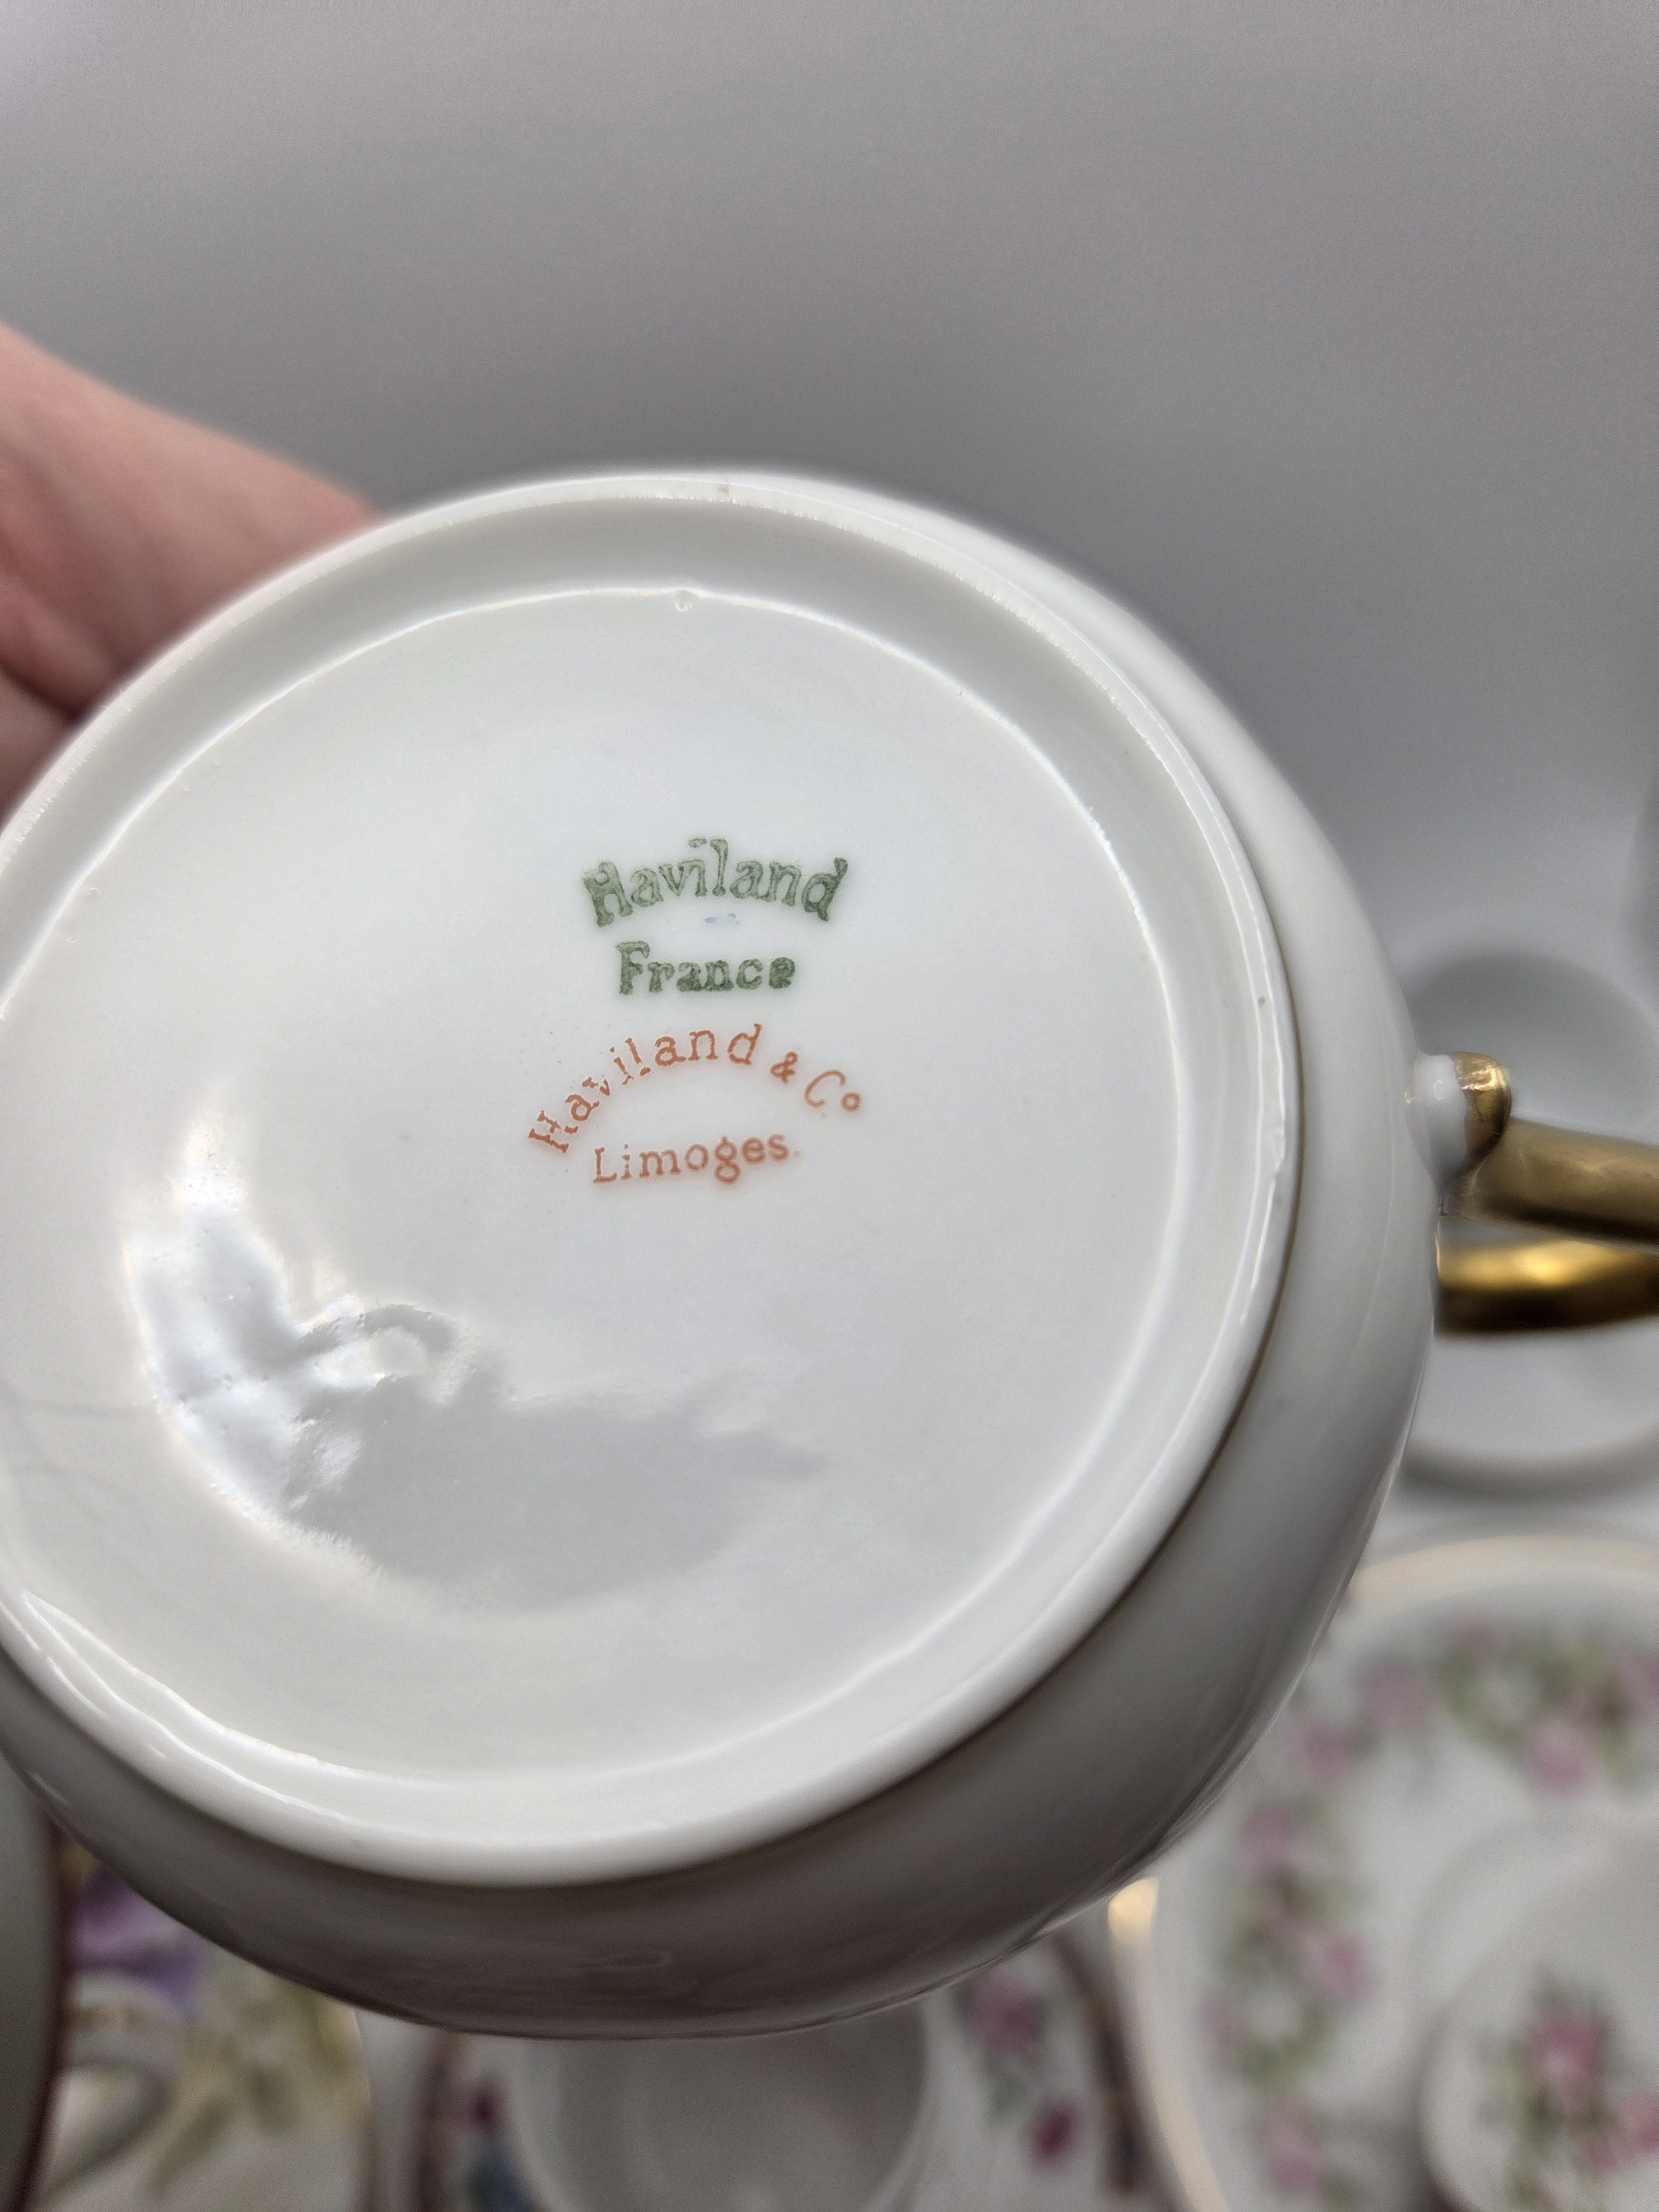 Haviland
France
Haviland & Co
Limoges.